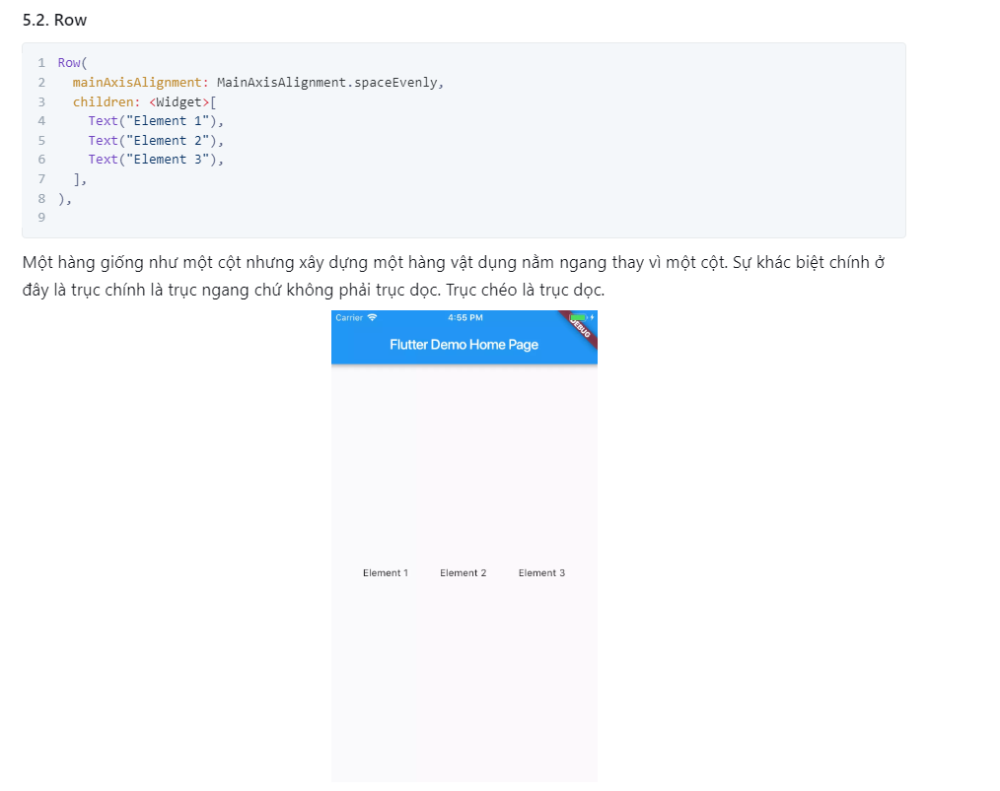 5.2. Row
1 Row(
2   mainAxisAlignment: MainAxisAlignment.spaceEvenly,
3   children: <Widget>[
4     Text("Element 1"),
5     Text("Element 2"),
6     Text("Element 3"),
7   ],
8 ),
9
Một hàng giống như một cột nhưng xây dựng một hàng vật dụng nằm ngang thay vì một cột. Sự khác biệt chính ở
đây là trục chính là trục ngang chứ không phải trục dọc. Trục chéo là trục dọc.
Carrier 4:55 PM
DEBUG
Flutter Demo Home Page
Element 1 Element 2 Element 3